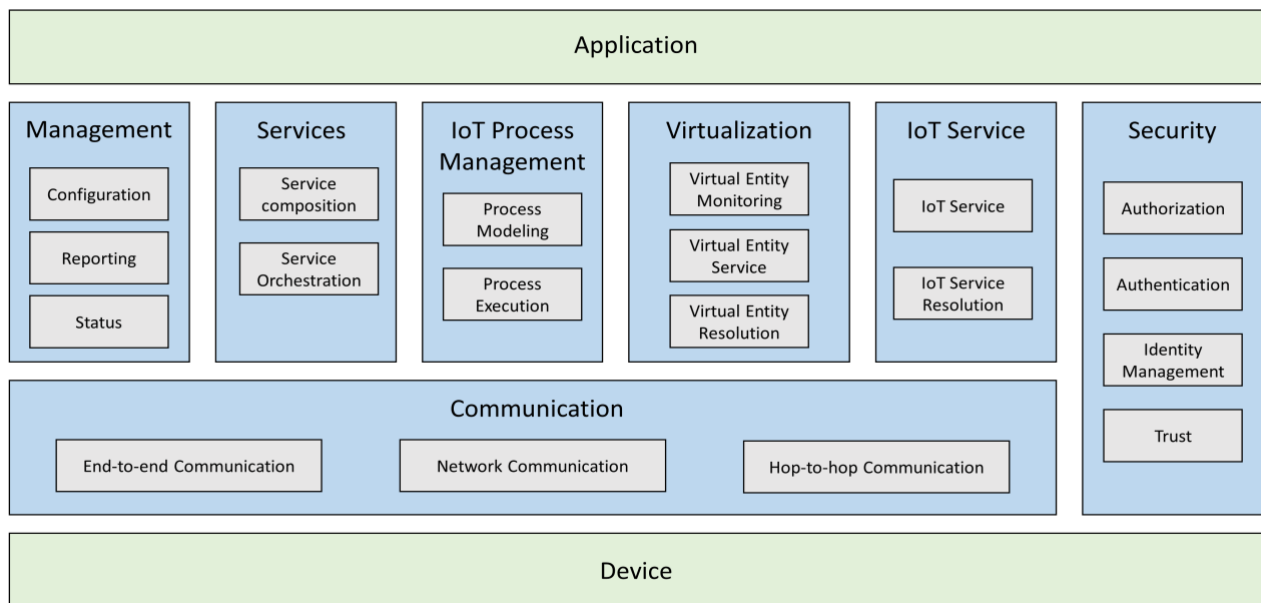 Application
Management
Configuration
Reporting
Status
Services
Service
composition
Service
Orchestration
IoT Process
Management
Process
Modeling
Process
Execution
Virtualization
Virtual Entity
Monitoring
Virtual Entity
Service
Virtual Entity
Resolution
IoT Service
IoT Service
IoT Service
Resolution
Security
Authorization
Authentication
Identity
Management
Trust
Communication
End-to-end Communication
Network Communication
Hop-to-hop Communication
Device